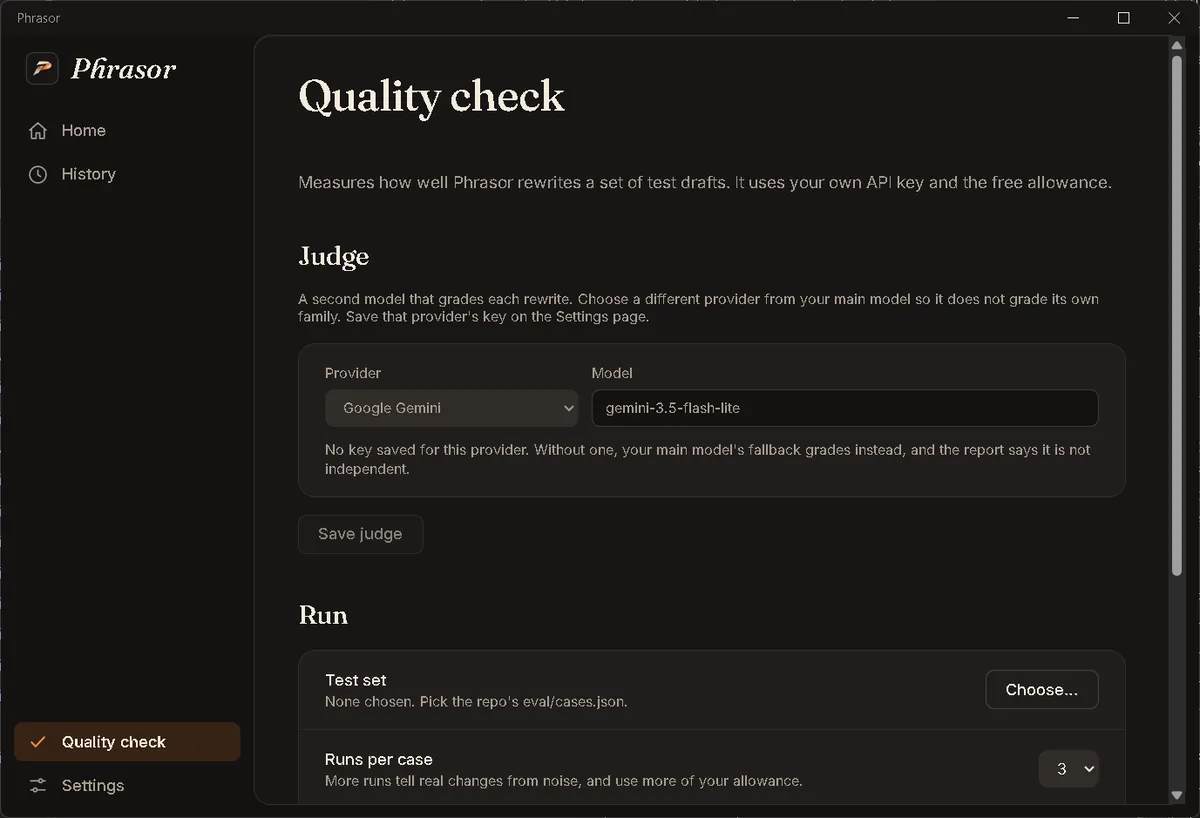 Phrasor
Phrasor
Home
History
Quality check
Settings
Quality check
Measures how well Phrasor rewrites a set of test drafts. It uses your own API key and the free allowance.
Judge
A second model that grades each rewrite. Choose a different provider from your main model so it does not grade its own
family. Save that provider's key on the Settings page.
Provider
Model
Google Gemini
gemini-3.5-flash-lite
No key saved for this provider. Without one, your main model's fallback grades instead, and the report says it is not
independent.
Save judge
Run
Test set
None chosen. Pick the repo's eval/cases.json.
Choose...
Runs per case
More runs tell real changes from noise, and use more of your allowance.
3